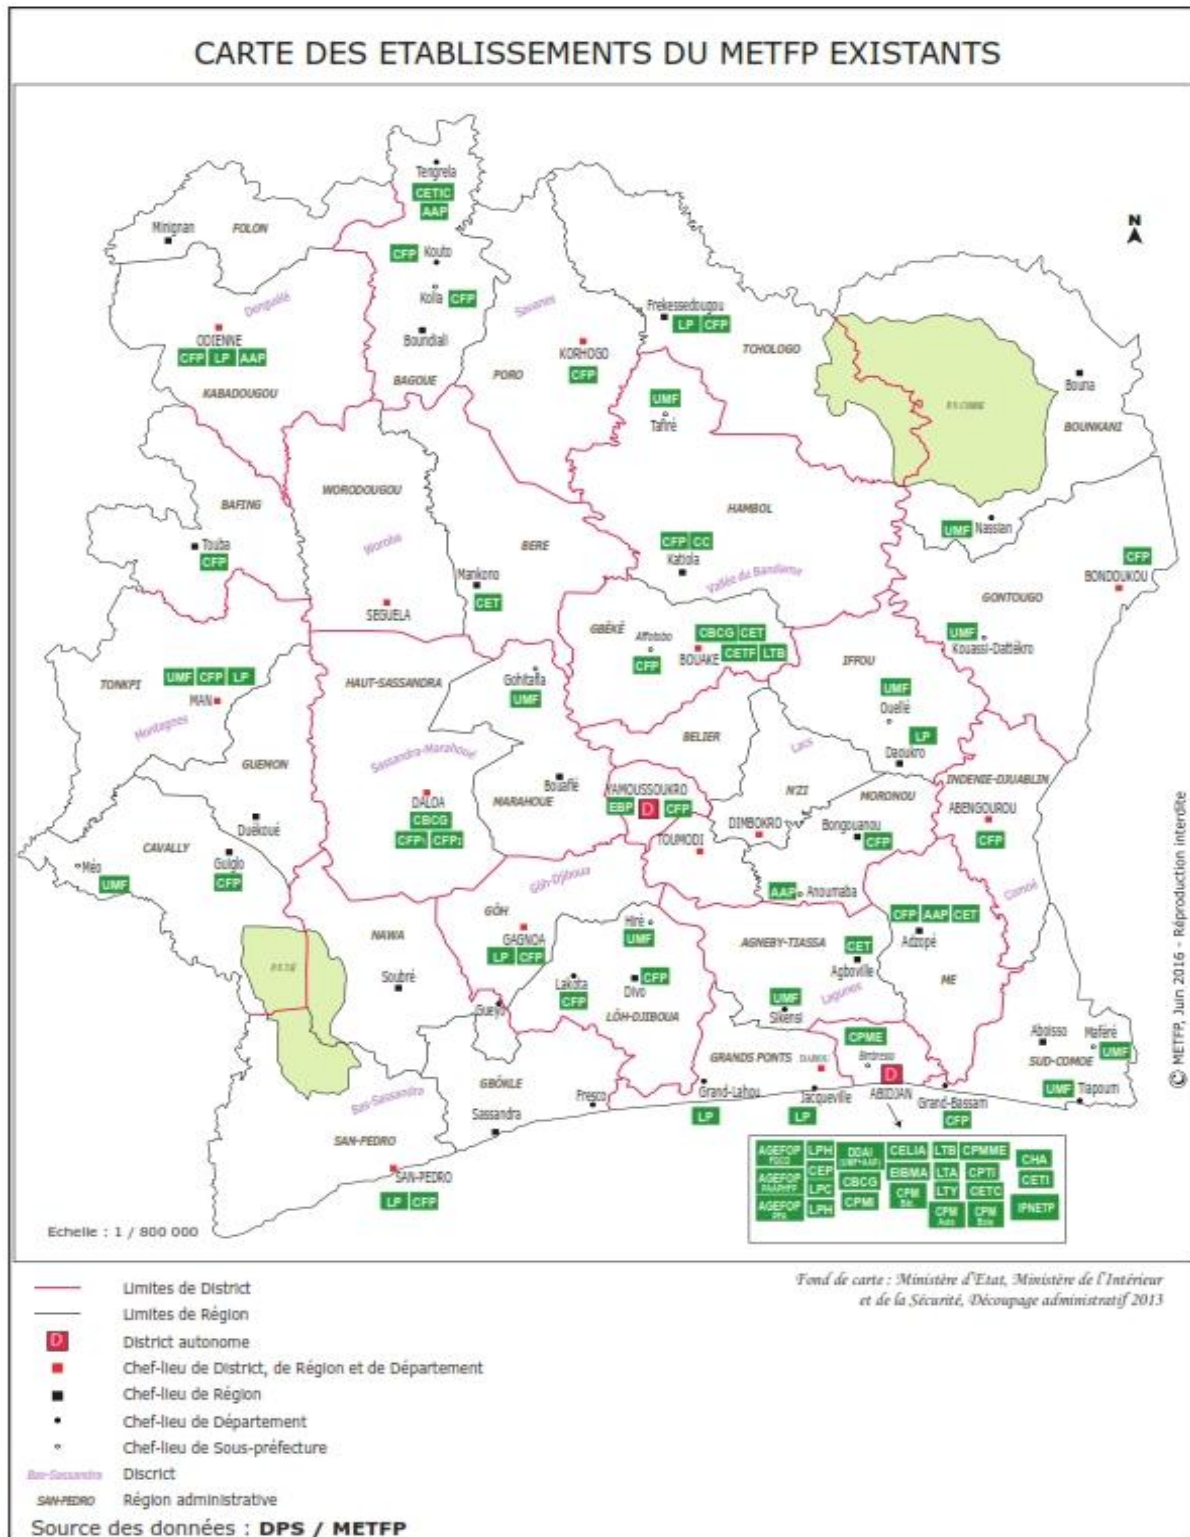 CARTE DES ETABLISSEMENTS DU METFP EXISTANTS
Tengrela
CETIC
AAP
N
Minignan
FOLON
CFP
Kouto
Kolia
CFP
Denguélé
Savanes
Frekessedougou
LP CFP
ODIENNE
CFP LP AAP
KABADOUGOU
Boundiali
BAGOUE
KORHOGO
CFP
PORO
TCHOLOGO
Bouna
BOUNKANI
UMF
Tafiré
WORODOUGOU
BAFING
HAMBOL
UMF
Nassian
Touba
CFP
Woroba
BERE
CFP CC
Katiola
Vallée du Bandama
CFP
BONDOUKOU
Mankono
CET
SEGUELA
GONTOUGO
GBÊKÊ
CBCG CET
CETF LTB
BOUAKE
CFP
UMF
Kouassi-Dattékro
IFFOU
TONKPI
UMF CFP LP
MAN
Montagnes
HAUT-SASSANDRA
Gohitafla
UMF
UMF
Ouellé
LP
Daoukro
GUEMON
Sassandra-Marahoué
BELIER
Lacs
INDENIE-DJUABLIN
ABENGOUROU
CFP
DALOA
CBCG
CFP1 CFP2
MARAHOUE
Bouaflé
YAMOUSSOUKRO
EBP D CFP
N'ZI
MORONOU
DIMBOKRO
Bongouanou
CFP
TOUMODI
Duékoué
CAVALLY
Guiglo
CFP
Méo
UMF
Gôh-Djiboua
AAP
Anoumaba
Comoé
CFP AAP CET
Adzopé
GÔH
GAGNOA
LP CFP
Hiré
UMF
AGNEBY-TIASSA
CET
Agboville
NAWA
Soubré
Lakota
CFP
Divo
CFP
LÔH-DJIBOUA
ME
UMF
Sikensi
Lagunes
Gueyo
CPME
GRANDS PONTS
DABOU
D
ABIDJAN
Aboisso
Maféré
UMF
SUD-COMOE
UMF
Tiapoum
GBÔKLE
Fresco
Grand-Lahou
LP
Jacqueville
LP
Grand-Bassam
CFP
Bas-Sassandra
Sassandra
SAN-PEDRO
SAN-PEDRO
LP CFP
AGEFOP LPH DDAI CELIA LTB CPMME CHA
CEP EIBMA LTA CPTI CETI
AGEFOP LPC CBCG CPM LTY CETC IPNETP
AGEFOP LPH CPMI CPM Auto CPM Bois
Echelle : 1 / 800 000
© METFP, Juin 2016 - Réproduction interdite
Limites de District
Limites de Région
D District autonome
Chef-lieu de District, de Région et de Département
Chef-lieu de Région
Chef-lieu de Département
Chef-lieu de Sous-préfecture
Bas-Sassandra Discrict
SAN-PEDRO Région administrative
Fond de carte : Ministère d'Etat, Ministère de l'Intérieur
et de la Sécurité, Découpage administratif 2013
Source des données : DPS / METFP